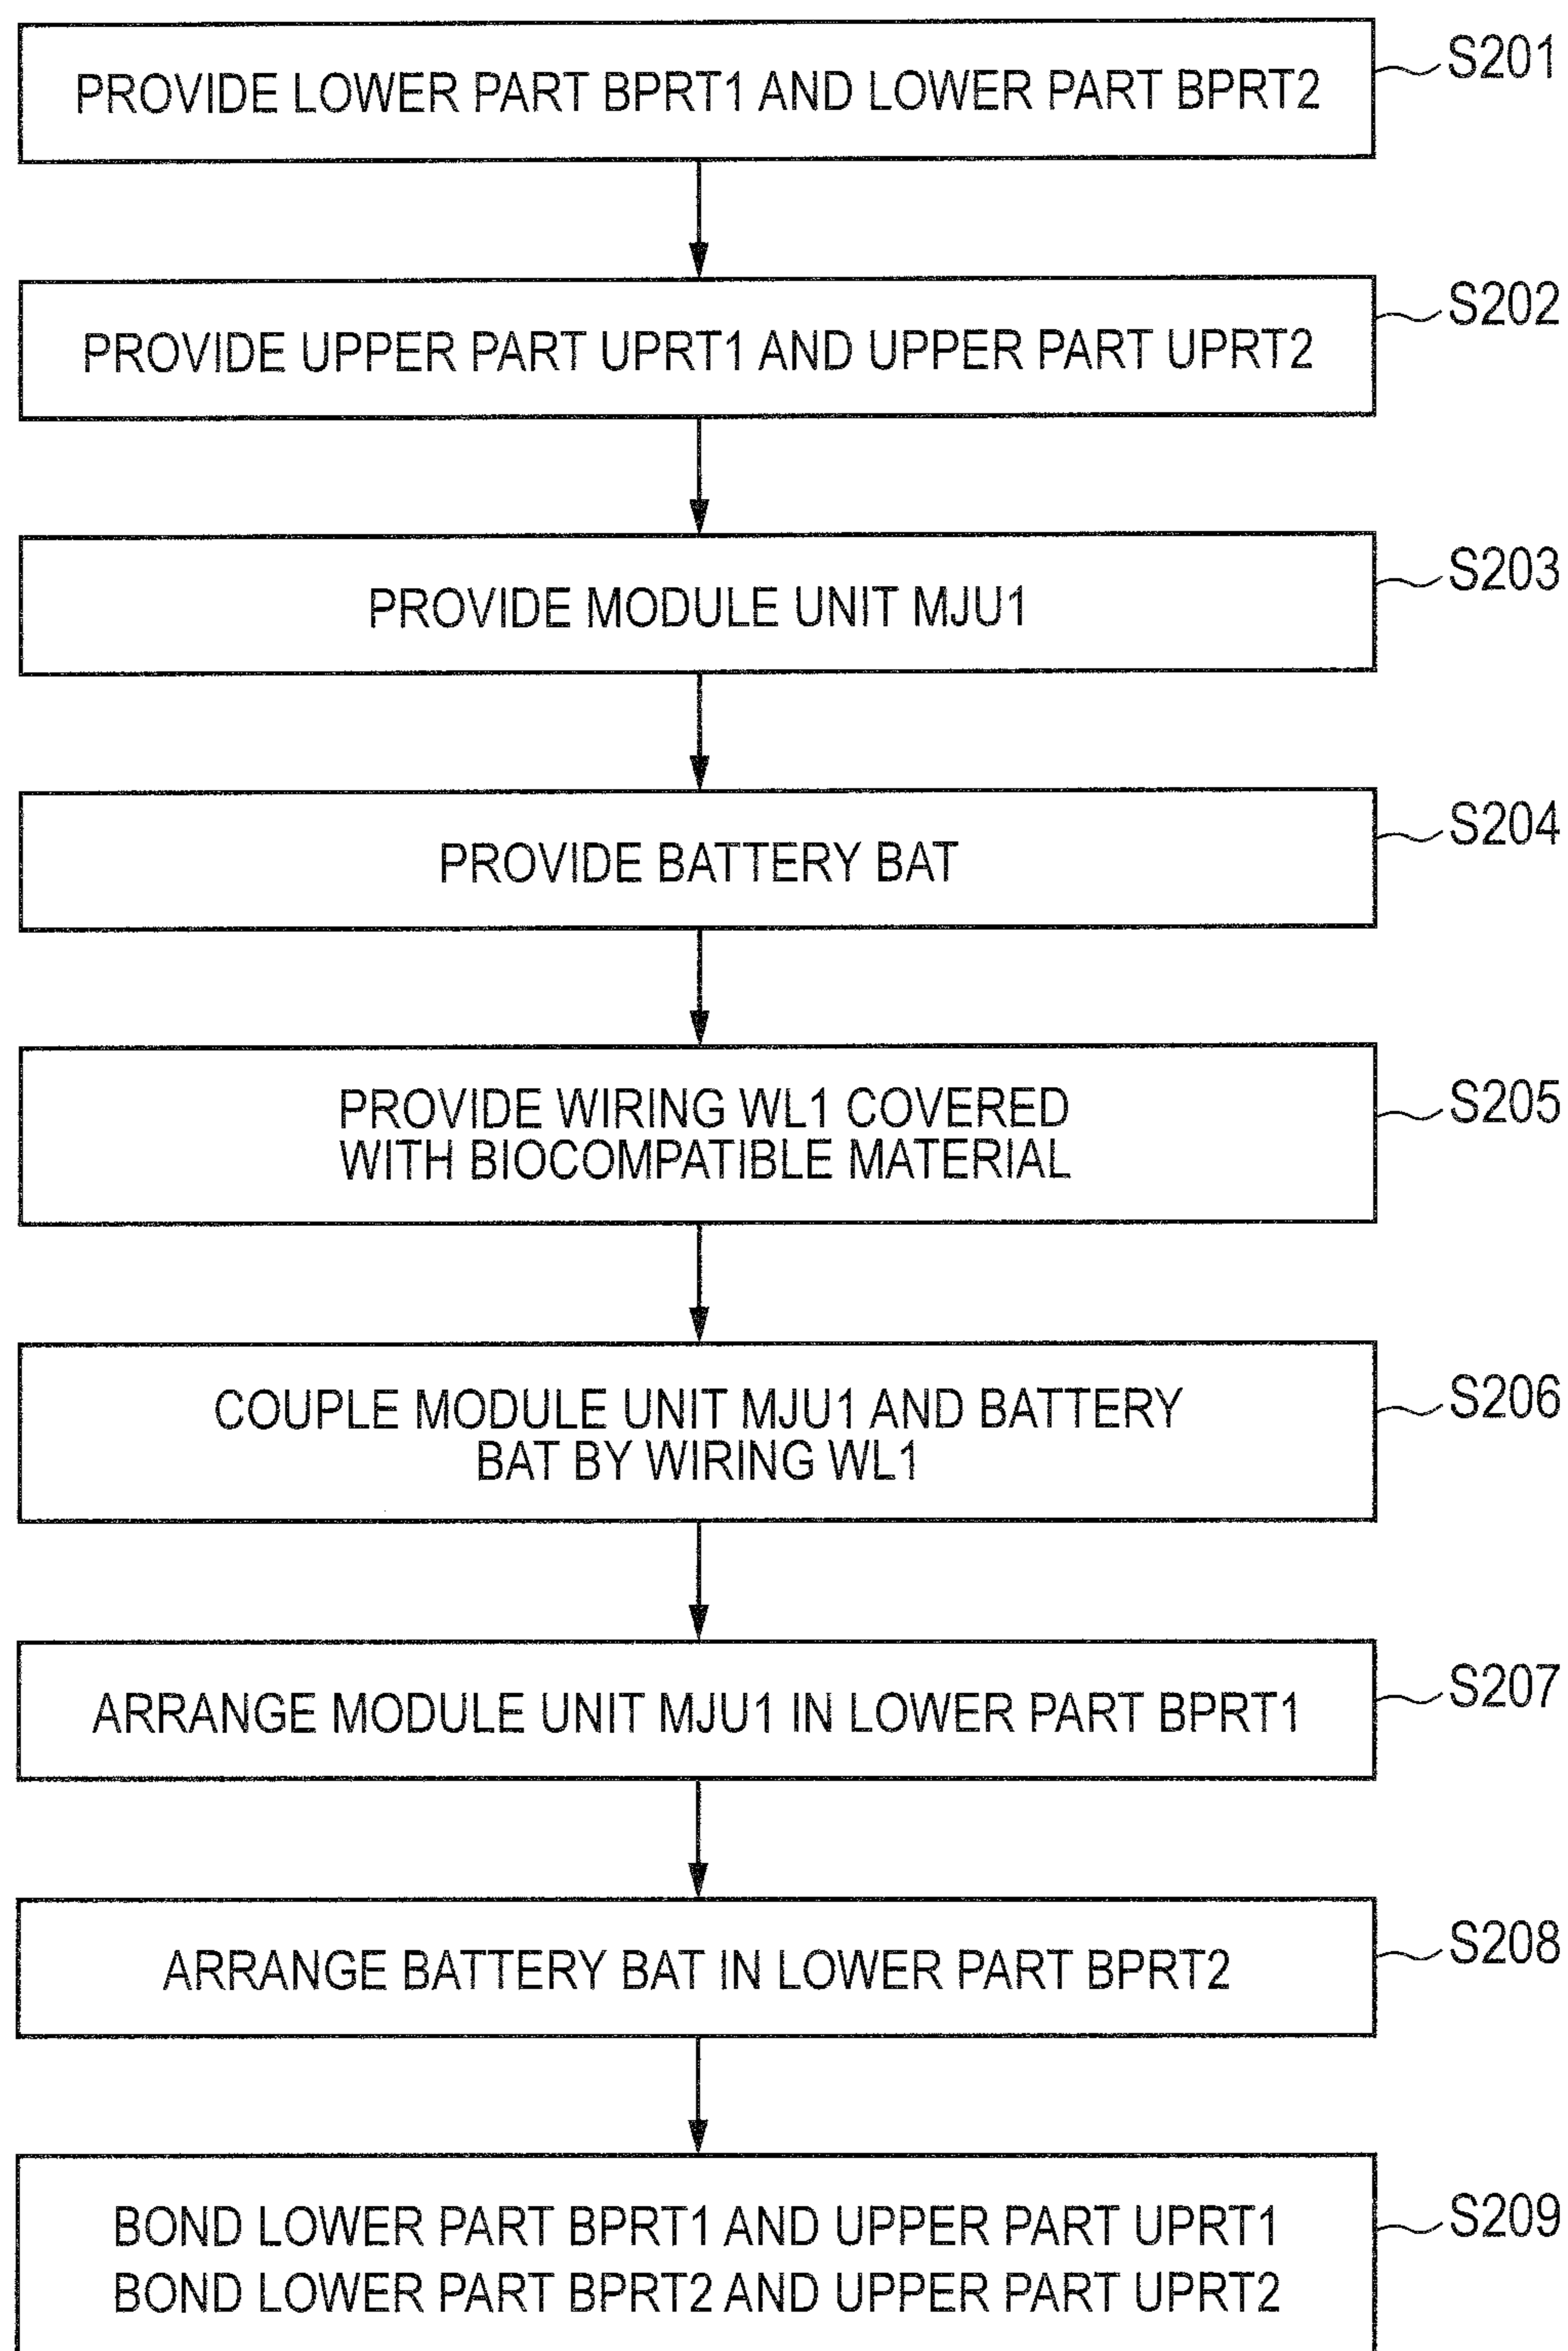 PROVIDE LOWER PART BPRT1 AND LOWER PART BPRT2
S201
PROVIDE UPPER PART UPRT1 AND UPPER PART UPRT2
S202
PROVIDE MODULE UNIT MJU1
S203
PROVIDE BATTERY BAT
S204
PROVIDE WIRING WL1 COVERED
WITH BIOCOMPATIBLE MATERIAL
S205
COUPLE MODULE UNIT MJU1 AND BATTERY
BAT BY WIRING WL1
S206
ARRANGE MODULE UNIT MJU1 IN LOWER PART BPRT1
S207
ARRANGE BATTERY BAT IN LOWER PART BPRT2
S208
BOND LOWER PART BPRT1 AND UPPER PART UPRT1
BOND LOWER PART BPRT2 AND UPPER PART UPRT2
S209